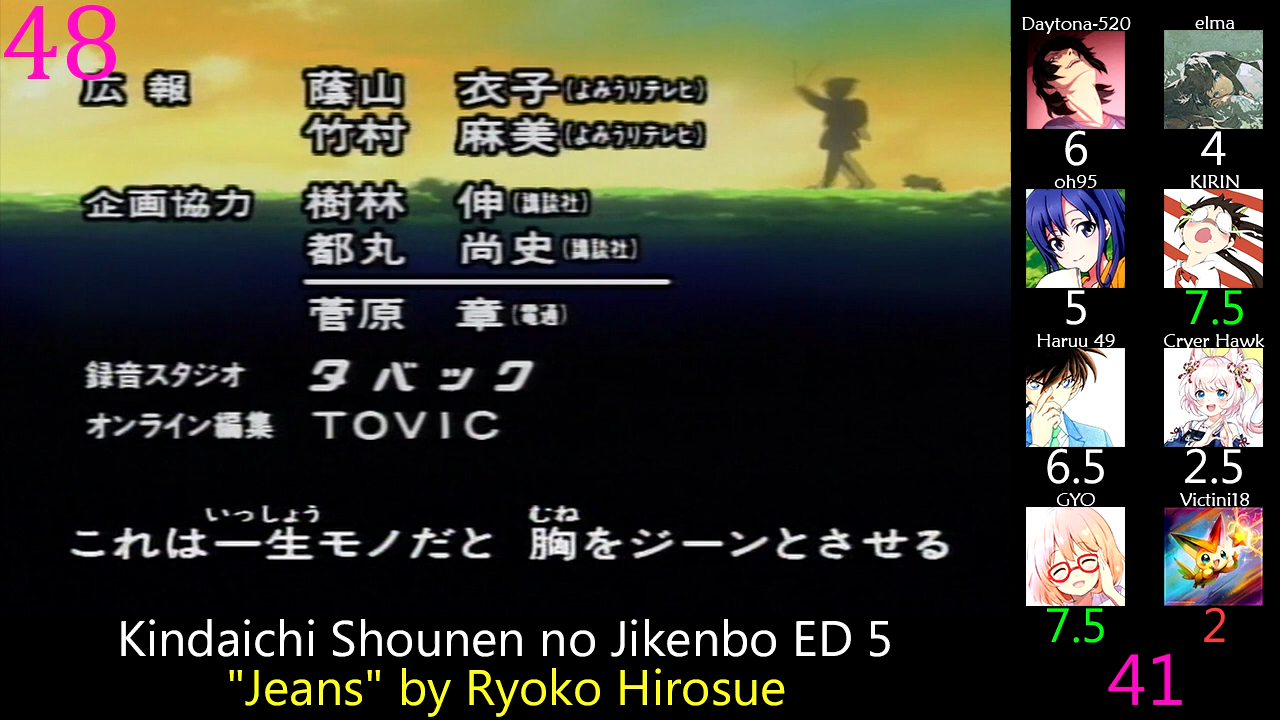 48
広報 蔭山 衣子(よみうりテレビ)
竹村 麻美(よみうりテレビ)
企画協力 樹林 伸(講談社)
都丸 尚史(講談社)
菅原 章(電通)
録音スタジオ タバック
オンライン編集 TOVIC
いっしょう むね
これは一生モノだと 胸をジーンとさせる
Kindaichi Shounen no Jikenbo ED 5
"Jeans" by Ryoko Hirosue
Daytona-520 elma
6 4
oh95 KIRIN
5 7.5
Haruu 49 Cryer Hawk
6.5 2.5
GYO Victini18
7.5 2
41